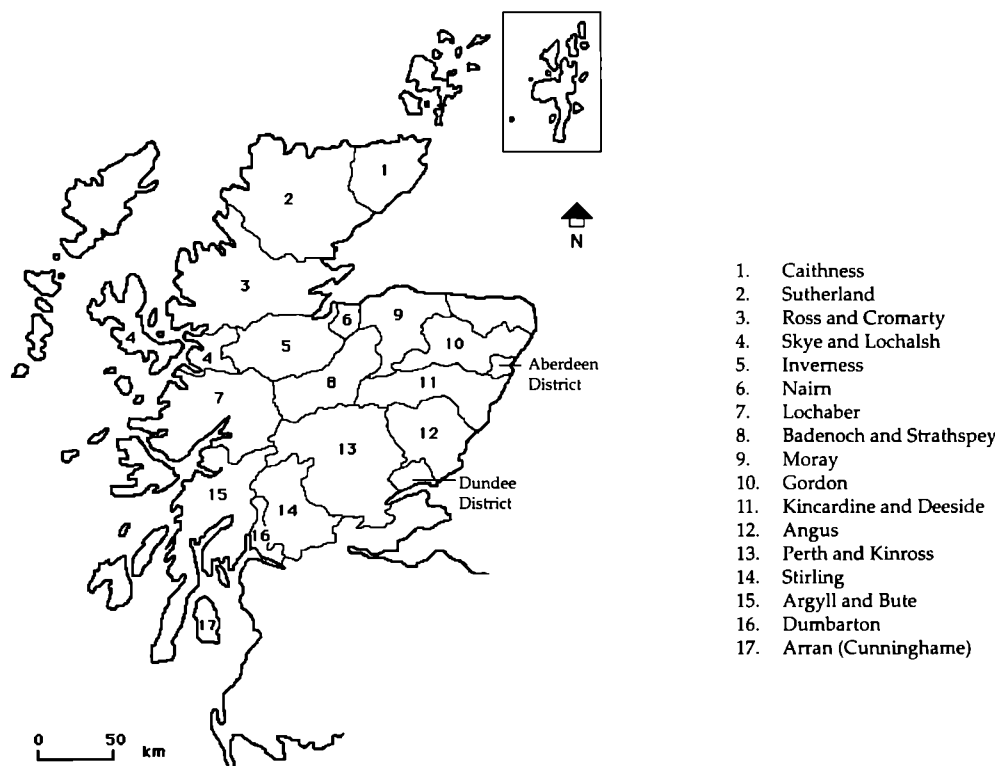 1
2
N
3
9
6
4
10
5
4
Aberdeen
District
8
11
7
12
13
Dundee
District
15
14
16
17
0 50
km
1. Caithness
2. Sutherland
3. Ross and Cromarty
4. Skye and Lochalsh
5. Inverness
6. Nairn
7. Lochaber
8. Badenoch and Strathspey
9. Moray
10. Gordon
11. Kincardine and Deeside
12. Angus
13. Perth and Kinross
14. Stirling
15. Argyll and Bute
16. Dumbarton
17. Arran (Cunninghame)